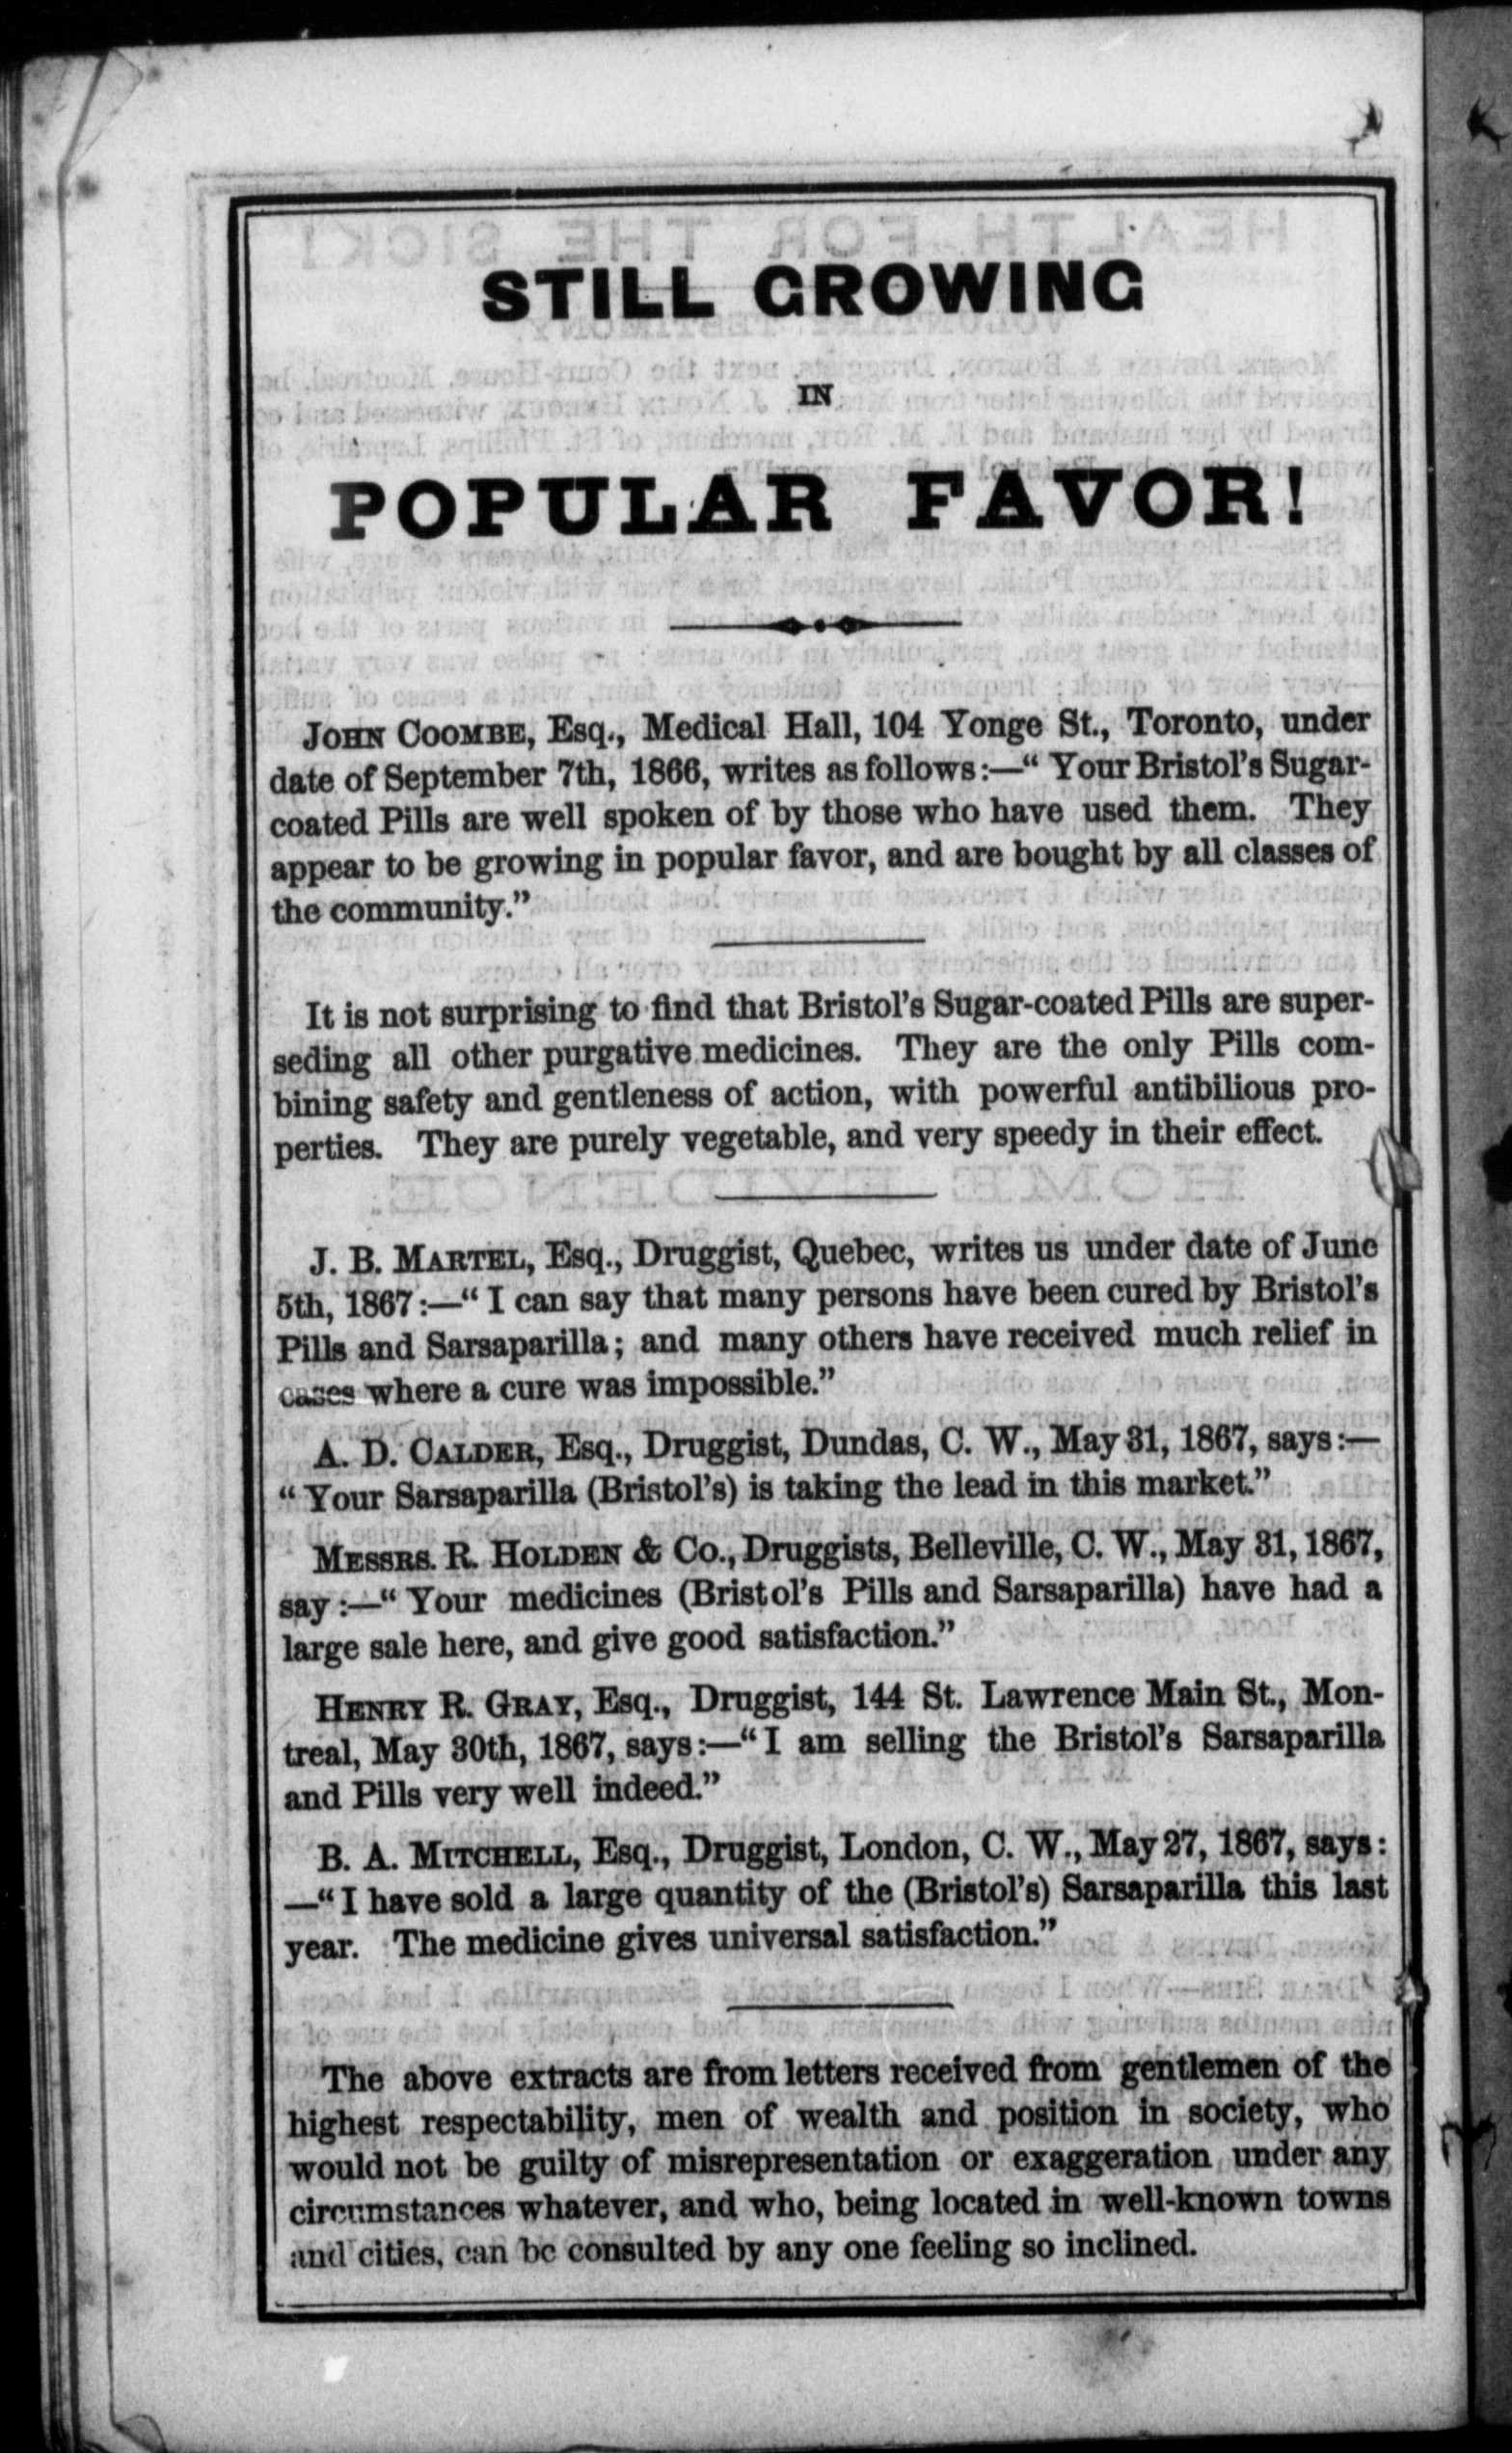 STILL GROWING
IN
POPULAR FAVOR!
JOHN COOMBE, Esq., Medical Hall, 104 Yonge St., Toronto, under
date of September 7th, 1866, writes as follows:—“Your Bristol's Sugar-
coated Pills are well spoken of by those who have used them. They
appear to be growing in popular favor, and are bought by all classes of
the community.”
It is not surprising to find that Bristol's Sugar-coated Pills are super-
seding all other purgative medicines. They are the only Pills com-
bining safety and gentleness of action, with powerful antibilious pro-
perties. They are purely vegetable, and very speedy in their effect.
J. B. MARTEL, Esq., Druggist, Quebec, writes us under date of June
5th, 1867:—“I can say that many persons have been cured by Bristol's
Pills and Sarsaparilla; and many others have received much relief in
cases where a cure was impossible.”
A. D. CALDER, Esq., Druggist, Dundas, C. W., May 31, 1867, says:—
“Your Sarsaparilla (Bristol's) is taking the lead in this market.”
MESSRS. R. HOLDEN & Co., Druggists, Belleville, C. W., May 31, 1867,
say:—“Your medicines (Bristol's Pills and Sarsaparilla) have had a
large sale here, and give good satisfaction.”
HENRY R. GRAY, Esq., Druggist, 144 St. Lawrence Main St., Mon-
treal, May 30th, 1867, says:—“I am selling the Bristol's Sarsaparilla
and Pills very well indeed.”
B. A. MITCHELL, Esq., Druggist, London, C. W., May 27, 1867, says:
—“I have sold a large quantity of the (Bristol's) Sarsaparilla this last
year. The medicine gives universal satisfaction.”
The above extracts are from letters received from gentlemen of the
highest respectability, men of wealth and position in society, who
would not be guilty of misrepresentation or exaggeration under any
circumstances whatever, and who, being located in well-known towns
and cities, can be consulted by any one feeling so inclined.